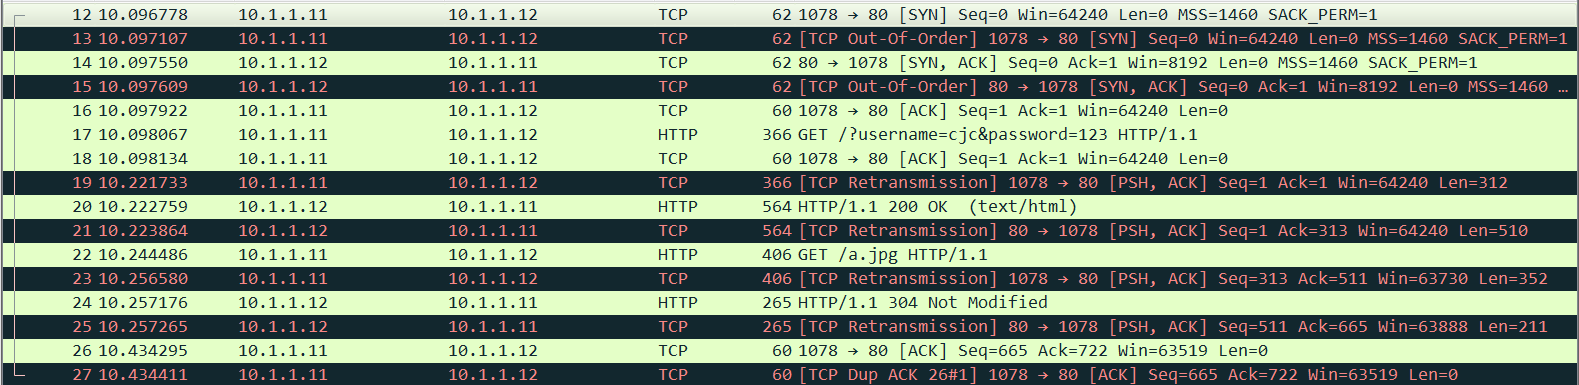 12 10.096778 10.1.1.11 10.1.1.12 TCP 62 1078 → 80 [SYN] Seq=0 Win=64240 Len=0 MSS=1460 SACK_PERM=1
13 10.097107 10.1.1.11 10.1.1.12 TCP 62 [TCP Out-Of-Order] 1078 → 80 [SYN] Seq=0 Win=64240 Len=0 MSS=1460 SACK_PERM=1
14 10.097550 10.1.1.12 10.1.1.11 TCP 62 80 → 1078 [SYN, ACK] Seq=0 Ack=1 Win=8192 Len=0 MSS=1460 SACK_PERM=1
15 10.097609 10.1.1.12 10.1.1.11 TCP 62 [TCP Out-Of-Order] 80 → 1078 [SYN, ACK] Seq=0 Ack=1 Win=8192 Len=0 MSS=1460 …
16 10.097922 10.1.1.11 10.1.1.12 TCP 60 1078 → 80 [ACK] Seq=1 Ack=1 Win=64240 Len=0
17 10.098067 10.1.1.11 10.1.1.12 HTTP 366 GET /?username=cjc&password=123 HTTP/1.1
18 10.098134 10.1.1.11 10.1.1.12 TCP 60 1078 → 80 [ACK] Seq=1 Ack=1 Win=64240 Len=0
19 10.221733 10.1.1.11 10.1.1.12 TCP 366 [TCP Retransmission] 1078 → 80 [PSH, ACK] Seq=1 Ack=1 Win=64240 Len=312
20 10.222759 10.1.1.12 10.1.1.11 HTTP 564 HTTP/1.1 200 OK (text/html)
21 10.223864 10.1.1.12 10.1.1.11 TCP 564 [TCP Retransmission] 80 → 1078 [PSH, ACK] Seq=1 Ack=313 Win=64240 Len=510
22 10.244486 10.1.1.11 10.1.1.12 HTTP 406 GET /a.jpg HTTP/1.1
23 10.256580 10.1.1.11 10.1.1.12 TCP 406 [TCP Retransmission] 1078 → 80 [PSH, ACK] Seq=313 Ack=511 Win=63730 Len=352
24 10.257176 10.1.1.12 10.1.1.11 HTTP 265 HTTP/1.1 304 Not Modified
25 10.257265 10.1.1.12 10.1.1.11 TCP 265 [TCP Retransmission] 80 → 1078 [PSH, ACK] Seq=511 Ack=665 Win=63888 Len=211
26 10.434295 10.1.1.11 10.1.1.12 TCP 60 1078 → 80 [ACK] Seq=665 Ack=722 Win=63519 Len=0
27 10.434411 10.1.1.11 10.1.1.12 TCP 60 [TCP Dup ACK 26#1] 1078 → 80 [ACK] Seq=665 Ack=722 Win=63519 Len=0